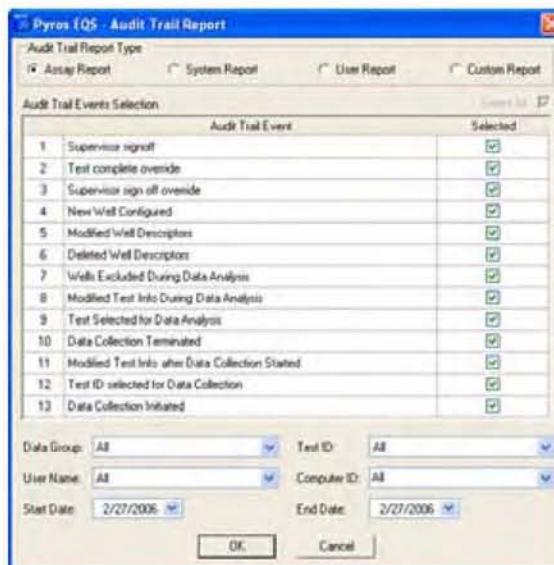 Pyros EQS - Audit Trail Report
Audit Trail Report Type
Assay Report System Report User Report Custom Report
Audit Trail Events Selection Select All
Audit Trail Event Selected
1 Supervisor signoff
2 Test complete override
3 Supervisor sign off override
4 New Well Configured
5 Modified Well Descriptors
6 Deleted Well Descriptors
7 Wells Excluded During Data Analysis
8 Modified Test Info During Data Analysis
9 Test Selected for Data Analysis
10 Data Collection Terminated
11 Modified Test Info after Data Collection Started
12 Test ID selected for Data Collection
13 Data Collection Initiated
Data Group: All Test ID: All
User Name: All Computer ID: All
Start Date: 2/27/2006 End Date: 2/27/2006
OK Cancel